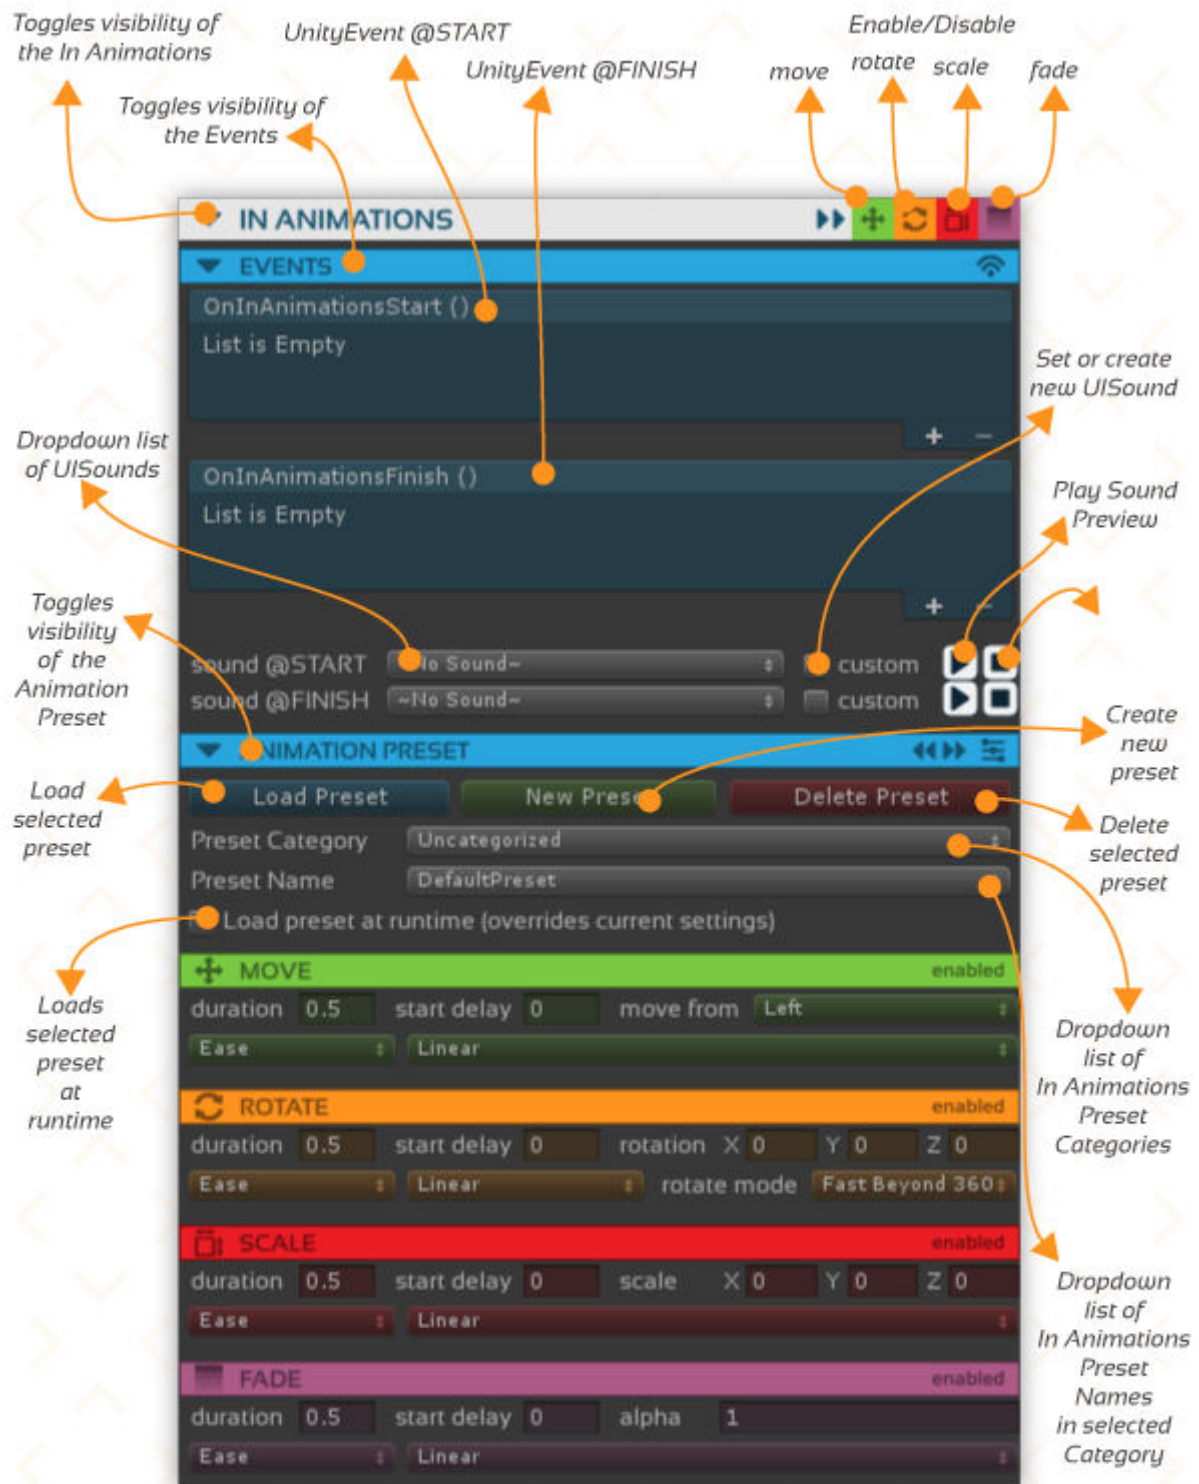 Toggles visibility of
the In Animations
UnityEvent @START
UnityEvent @FINISH
Enable/Disable
move
rotate
scale
fade
Toggles visibility of
the Events
IN ANIMATIONS
EVENTS
OnInAnimationsStart ()
List is Empty
Set or create
new UISound
+ −
Dropdown list
of UISounds
OnInAnimationsFinish ()
List is Empty
Play Sound
Preview
+ −
Toggles
visibility
of the
Animation
Preset
sound @START ~No Sound~ custom
sound @FINISH ~No Sound~ custom
Create
new
preset
ANIMATION PRESET
Load
selected
preset
Load Preset New Preset Delete Preset
Delete
selected
preset
Preset Category Uncategorized
Preset Name DefaultPreset
Load preset at runtime (overrides current settings)
Loads
selected
preset
at
runtime
MOVE enabled
duration 0.5 start delay 0 move from Left
Ease Linear
Dropdown
list of
In Animations
Preset
Categories
ROTATE enabled
duration 0.5 start delay 0 rotation X 0 Y 0 Z 0
Ease Linear rotate mode Fast Beyond 360
SCALE enabled
duration 0.5 start delay 0 scale X 0 Y 0 Z 0
Ease Linear
Dropdown
list of
In Animations
Preset
Names
in selected
Category
FADE enabled
duration 0.5 start delay 0 alpha 1
Ease Linear